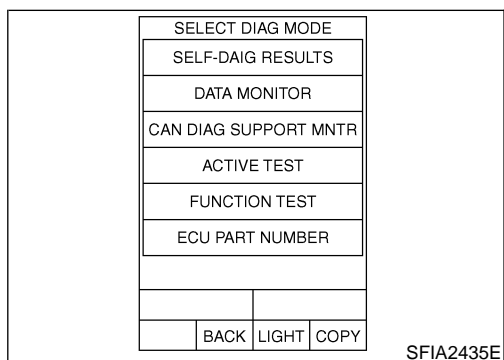 SELECT DIAG MODE
SELF-DAIG RESULTS
DATA MONITOR
CAN DIAG SUPPORT MNTR
ACTIVE TEST
FUNCTION TEST
ECU PART NUMBER
BACK LIGHT COPY
SFIA2435E